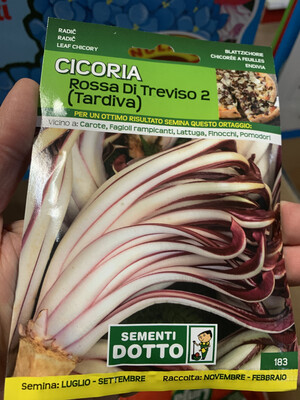 RADIČ
RADIČ
LEAF CHICORY
BLATTZICHORIE
CHICORÉE A FEUILLES
ENDIVIA
CICORIA
Rossa Di Treviso 2
(Tardiva)
PER UN OTTIMO RISULTATO SEMINA QUESTO ORTAGGIO:
Vicino a: Carote, Fagioli rampicanti, Lattuga, Finocchi, Pomodori
SEMENTI
DOTTO
183
Semina: LUGLIO - SETTEMBRE
Raccolta: NOVEMBRE - FEBBRAIO